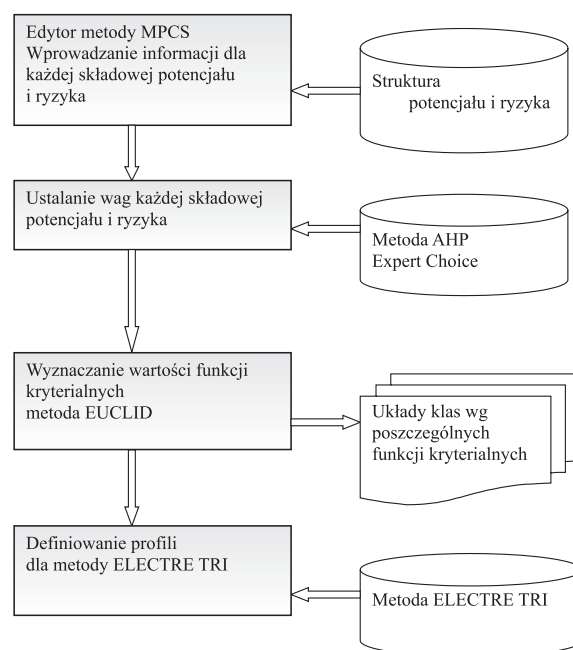 Edytor metody MPCS
Wprowadzanie informacji dla
każdej składowej potencjału
i ryzyka
Struktura
potencjału i ryzyka
Ustalanie wag każdej składowej
potencjału i ryzyka
Metoda AHP
Expert Choice
Wyznaczanie wartości funkcji
kryterialnych
metoda EUCLID
Układy klas wg
poszczególnych
funkcji kryterialnych
Definiowanie profili
dla metody ELECTRE TRI
Metoda ELECTRE TRI